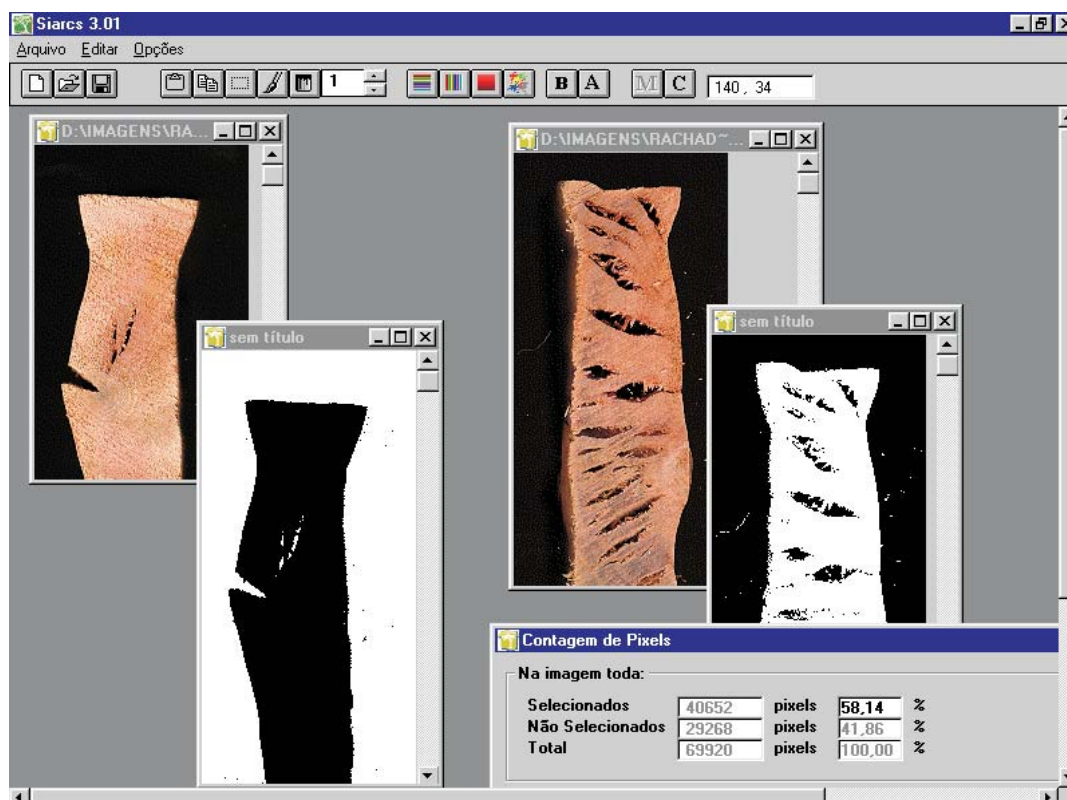 Siarcs 3.01
Arquivo Editar Opções
1
B A M C 140 , 34
D:\IMAGENS\RA...
D:\IMAGENS\RACHAD~...
sem título
sem título
Contagem de Pixels
Na imagem toda:
Selecionados 40652 pixels 58,14 %
Não Selecionados 29268 pixels 41,86 %
Total 69920 pixels 100,00 %